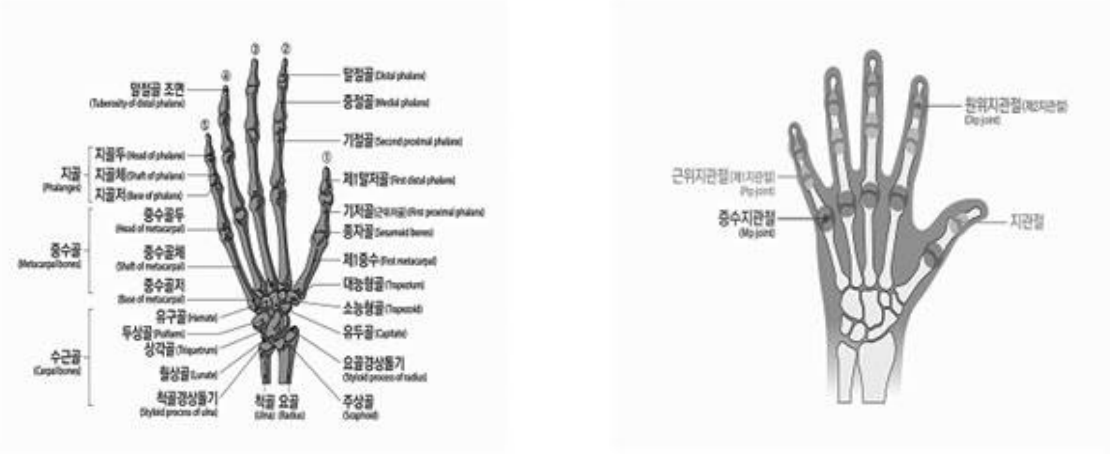 ③
②
④
⑤
①
말절골 조면
(Tuberosity of distal phalanx)
지골두 (Head of phalanx)
지골체 (Shaft of phalanx)
지골저 (Base of phalanx)
지골
(Phalanges)
중수골두
(Head of metacarpal)
중수골체
(Shaft of metacarpal)
중수골저
(Base of metacarpal)
중수골
(Metacarpal bones)
유구골 (Hamate)
두상골 (Pisiform)
삼각골 (Triquetrum)
월상골 (Lunate)
척골경상돌기
(Styloid process of ulna)
수근골
(Carpal bones)
척골
(Ulna)
요골
(Radius)
말절골 (Distal phalanx)
중절골 (Medial phalanx)
기절골 (Second proximal phalanx)
제1말저골 (First distal phalanx)
기저골(근위저골) (First proximal phalanx)
종자골 (Sesamoid bones)
제1중수 (First metacarpal)
대능형골 (Trapezium)
소능형골 (Trapezoid)
유두골 (Capitate)
요골경상돌기
(Styloid process of radius)
주상골
(Scaphoid)
원위지관절(제2지관절)
(Dip joint)
근위지관절(제1지관절)
(Pip joint)
중수지관절
(Mp joint)
지관절